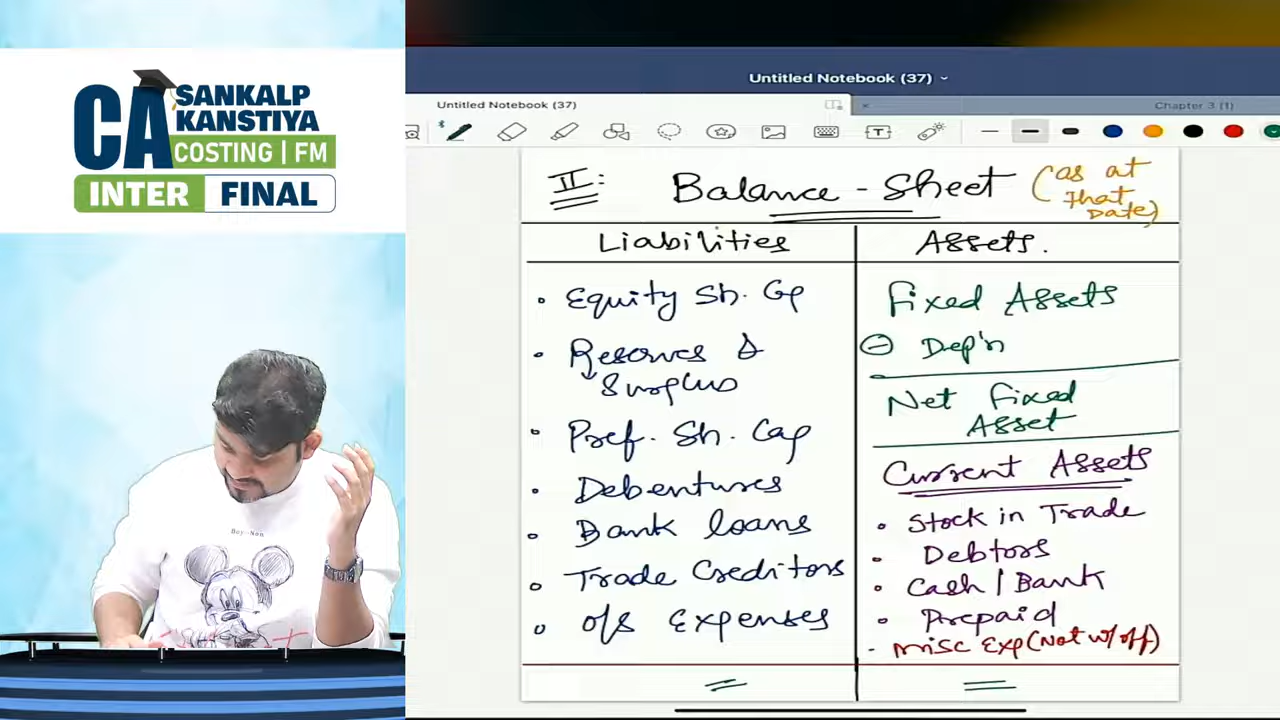 CA
SANKALP
KANSTIYA
COSTING | FM
INTER FINAL
Untitled Notebook (37)
Untitled Notebook (37)
× Chapter 3 (1)
T
II: Balance-Sheet (as at
that
Date)
Liabilities
Assets.
• Equity Sh. Cap
• Reserves &
Surplus
• Pref. Sh. Cap
• Debentures
• Bank loans
• Trade Creditors
• o/s Expenses
Fixed Assets
⊖ Dep'n
Net Fixed
Asset
Current Assets
• Stock in Trade
• Debtors
• Cash | Bank
• Prepaid
- Misc Exp (Not w/off)